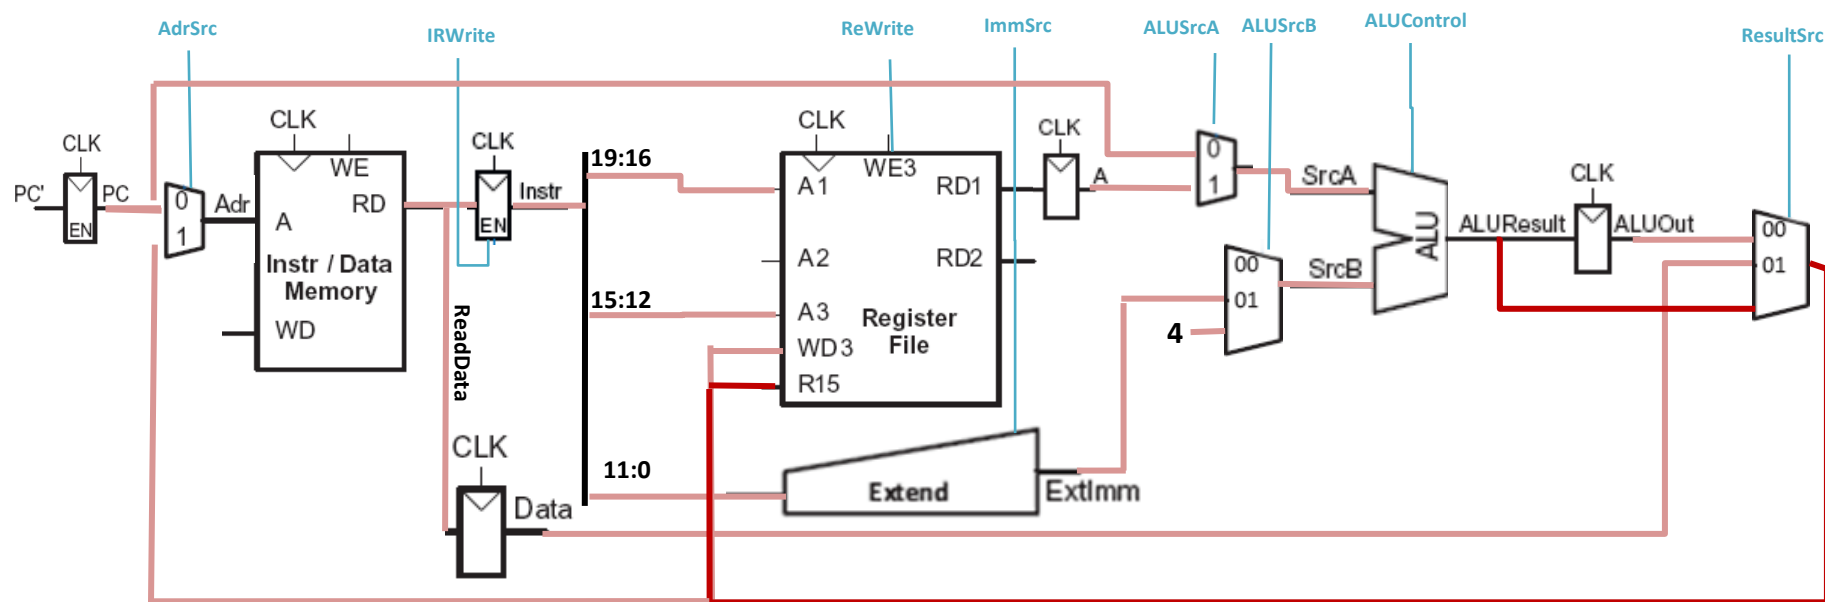 AdrSrc
IRWrite
ReWrite
ImmSrc
ALUSrcA
ALUSrcB
ALUControl
ResultSrc
CLK
CLK
CLK
CLK
CLK
CLK
PC'
PC
EN
0
1
Adr
WE
A
RD
Instr / Data
Memory
WD
EN
Instr
ReadData
CLK
Data
19:16
15:12
11:0
A1
WE3
RD1
A2
RD2
A3
Register
File
WD3
R15
Extend
ExtImm
A
0
1
SrcA
00
01
4
SrcB
ALU
ALUResult
ALUOut
00
01